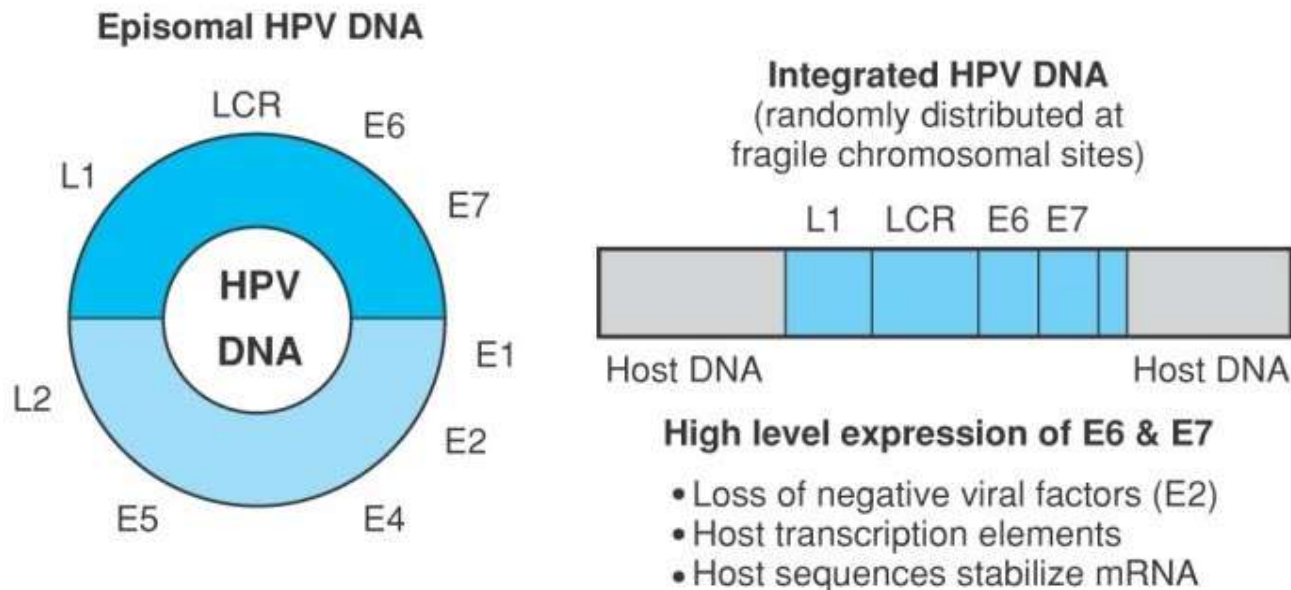 Episomal HPV DNA
LCR
E6
L1
E7
HPV
DNA
E1
L2
E2
E5
E4
Integrated HPV DNA
(randomly distributed at
fragile chromosomal sites)
L1 LCR E6 E7
Host DNA Host DNA
High level expression of E6 & E7
• Loss of negative viral factors (E2)
• Host transcription elements
• Host sequences stabilize mRNA